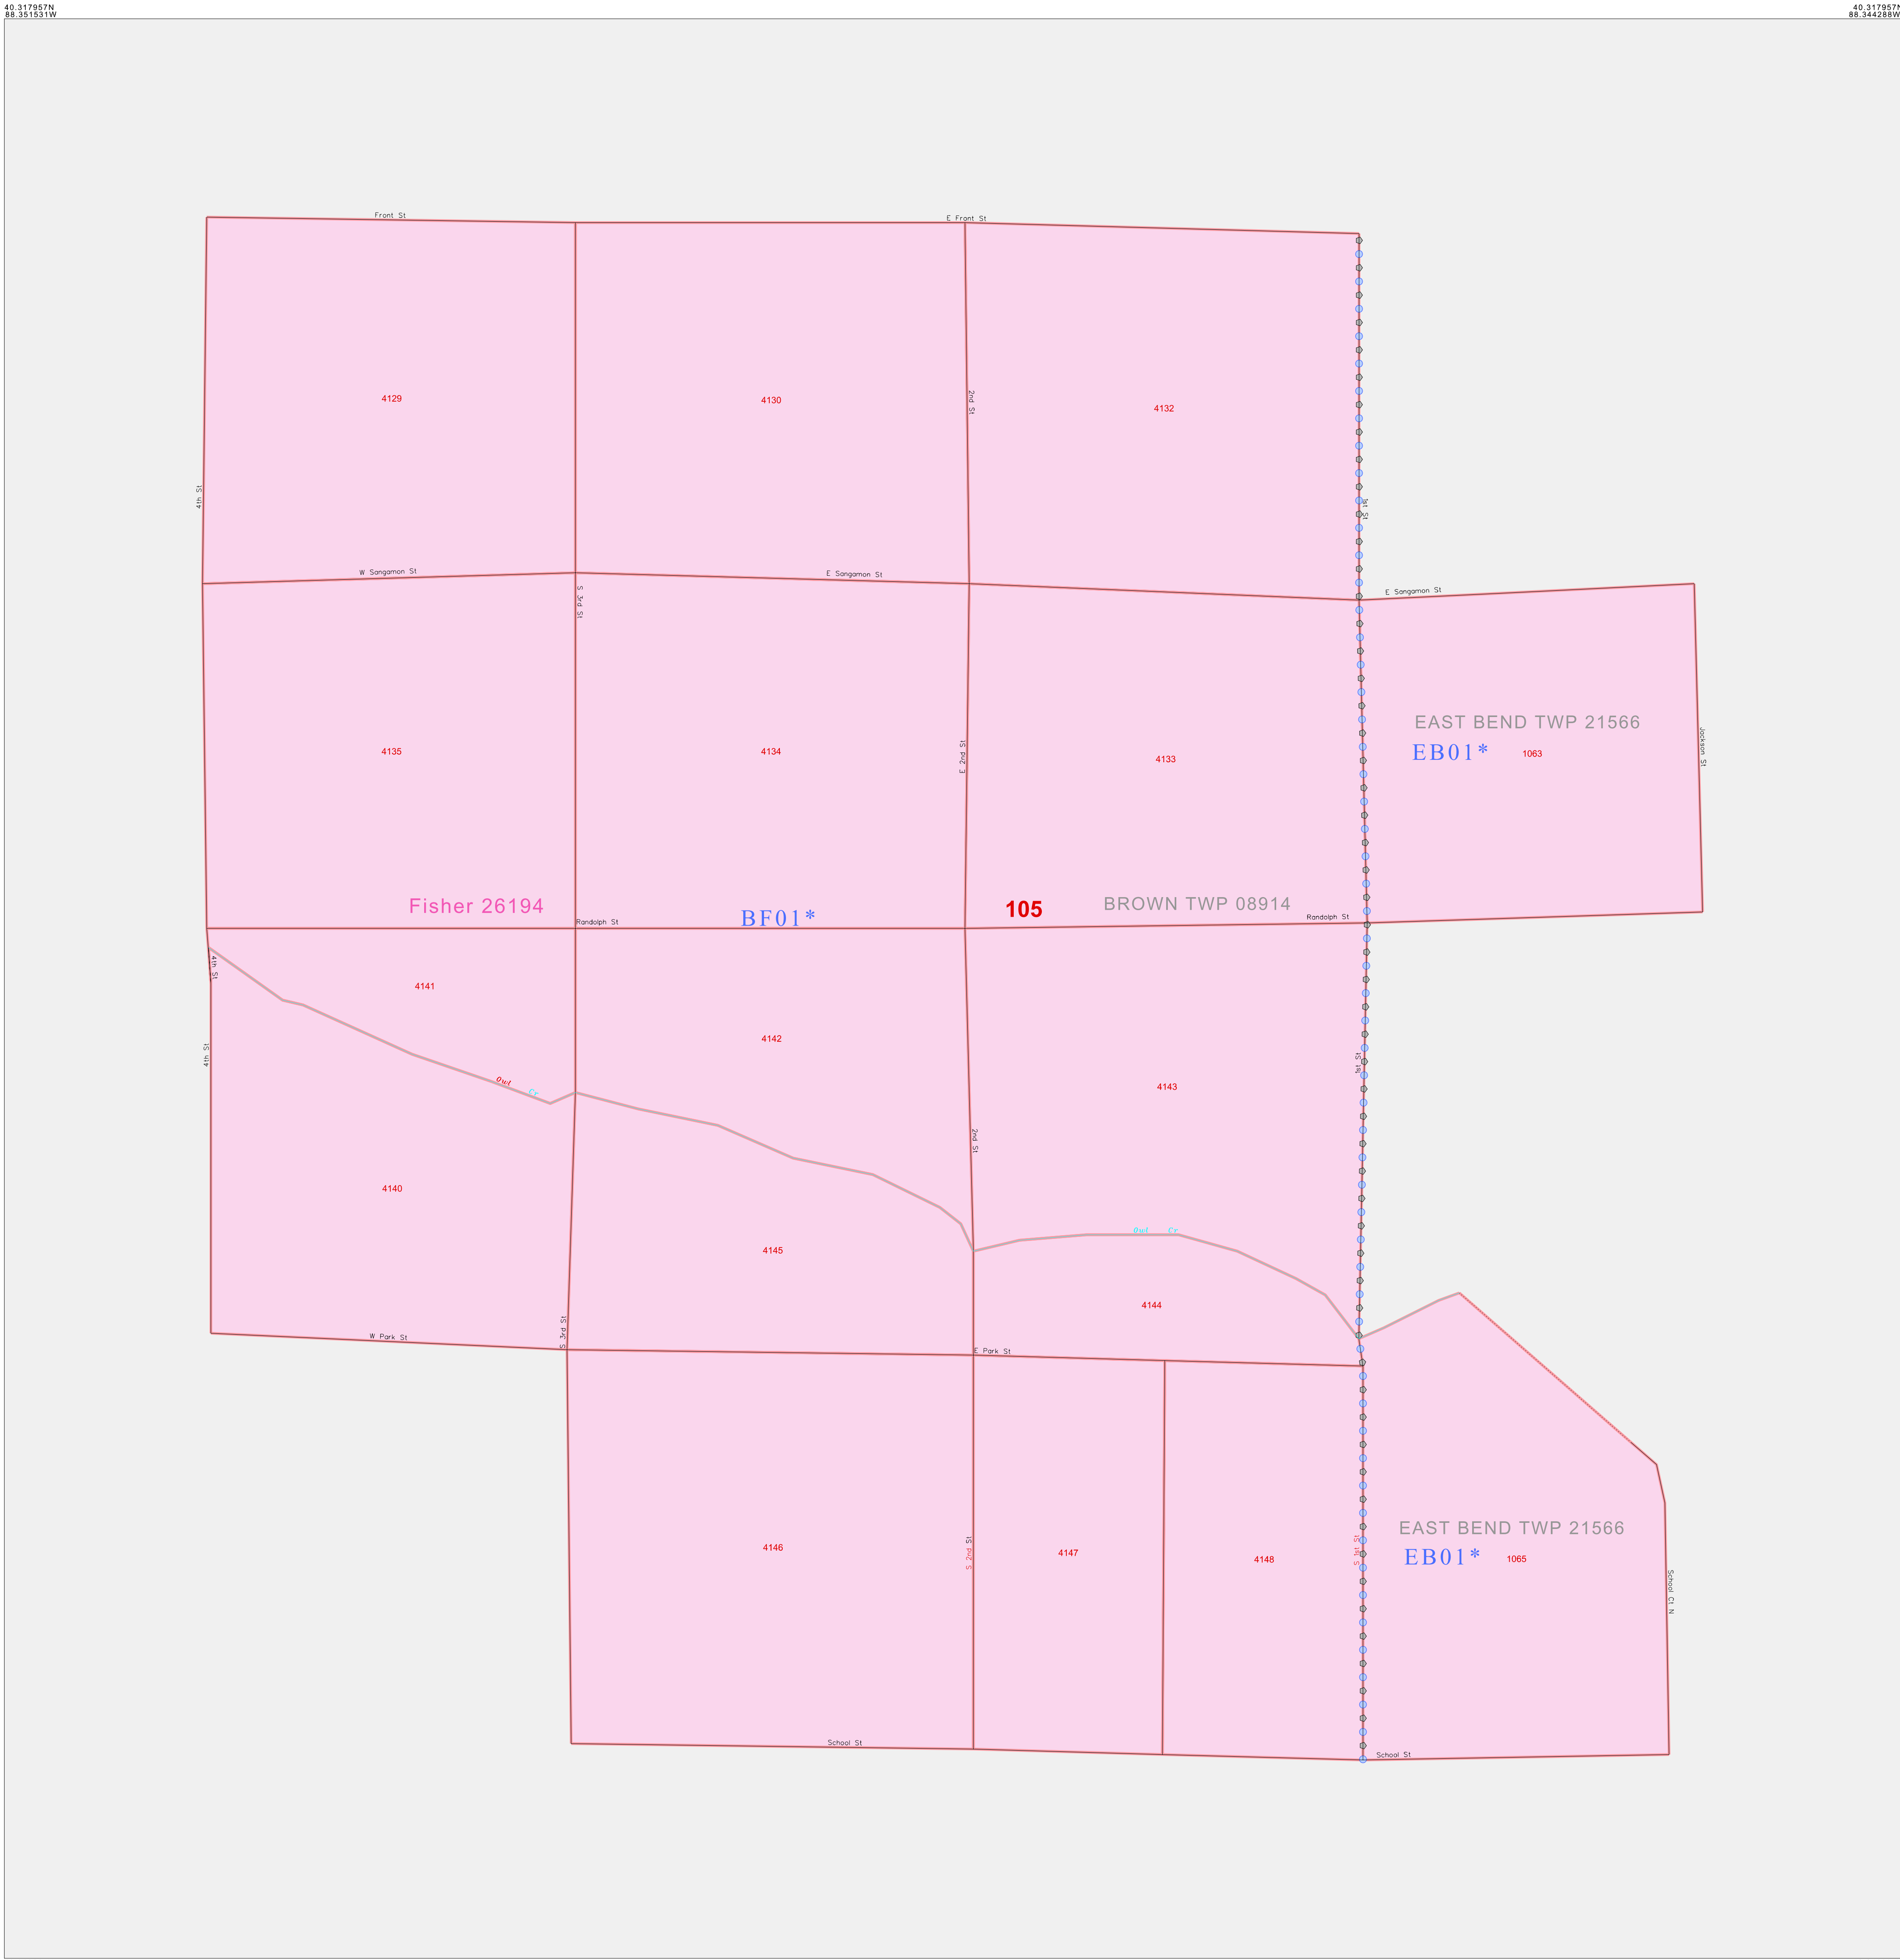 40.317957N
88.351531W
40.317957N
88.344288W
Front St
E Front St
4129
4130
2nd St
4132
4th St
1st St
W Sangamon St
E Sangamon St
E Sangamon St
S 3rd St
4135
4134
E 2nd St
4133
EAST BEND TWP 21566
EB01*
1063
Jackson St
Fisher 26194
BF01*
105
BROWN TWP 08914
Randolph St
Randolph St
4th St
4141
4142
4143
4th St
1st St
Owl Cr
2nd St
4140
4145
Owl Cr
4144
S 3rd St
W Park St
E Park St
4146
S 2nd St
4147
4148
S 1st St
EAST BEND TWP 21566
EB01*
1065
School Ct N
School St
School St